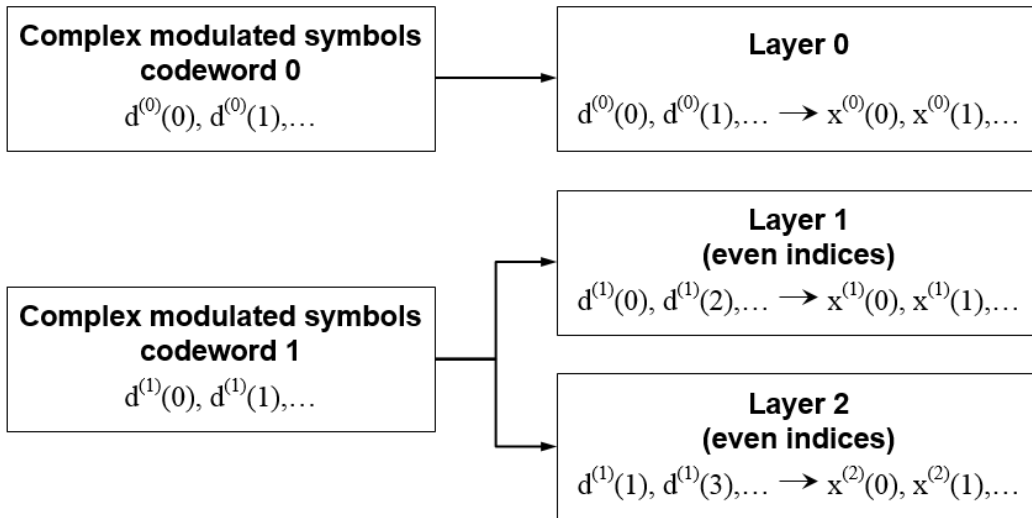 Complex modulated symbols
codeword 0
d⁽⁰⁾(0), d⁽⁰⁾(1),…
Layer 0
d⁽⁰⁾(0), d⁽⁰⁾(1),… → x⁽⁰⁾(0), x⁽⁰⁾(1),…
Complex modulated symbols
codeword 1
d⁽¹⁾(0), d⁽¹⁾(1),…
Layer 1
(even indices)
d⁽¹⁾(0), d⁽¹⁾(2),… → x⁽¹⁾(0), x⁽¹⁾(1),…
Layer 2
(even indices)
d⁽¹⁾(1), d⁽¹⁾(3),… → x⁽²⁾(0), x⁽²⁾(1),…